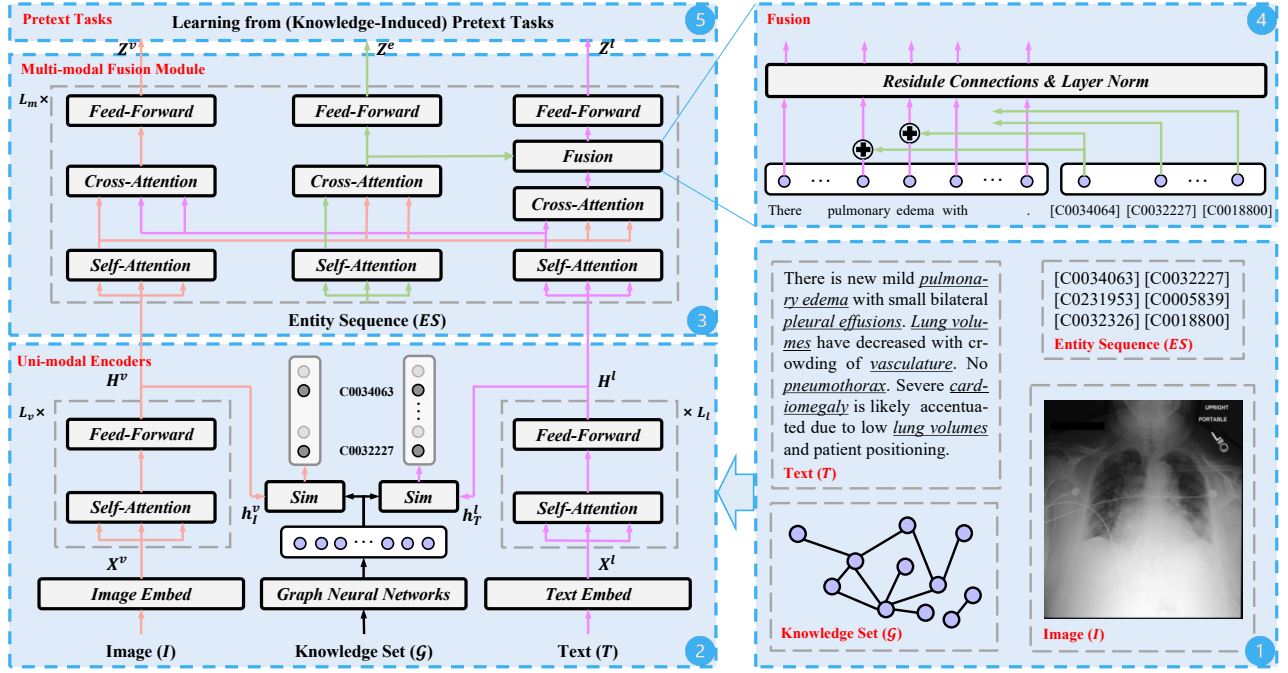 Pretext Tasks
Learning from (Knowledge-Induced) Pretext Tasks
5
Z^v
Z^e
Z^l
Multi-modal Fusion Module
L_m ×
Feed-Forward
Feed-Forward
Feed-Forward
Fusion
Cross-Attention
Cross-Attention
Cross-Attention
Self-Attention
Self-Attention
Self-Attention
Entity Sequence (ES)
3
Uni-modal Encoders
H^v
H^l
C0034063
C0032227
L_v ×
× L_l
Feed-Forward
Feed-Forward
Self-Attention
Self-Attention
Sim
Sim
h_I^v
h_T^l
...
X^v
X^l
Image Embed
Graph Neural Networks
Text Embed
Image (I)
Knowledge Set (G)
Text (T)
2
Fusion
4
Residule Connections & Layer Norm
... ... ...
There pulmonary edema with . [C0034064] [C0032227] [C0018800]
There is new mild pulmona-
ry edema with small bilateral
pleural effusions. Lung volu-
mes have decreased with cr-
owding of vasculature. No
pneumothorax. Severe card-
iomegaly is likely accentua-
ted due to low lung volumes
and patient positioning.
Text (T)
[C0034063] [C0032227]
[C0231953] [C0005839]
[C0032326] [C0018800]
Entity Sequence (ES)
Knowledge Set (G)
UPRIGHT
PORTABLE
Image (I)
1